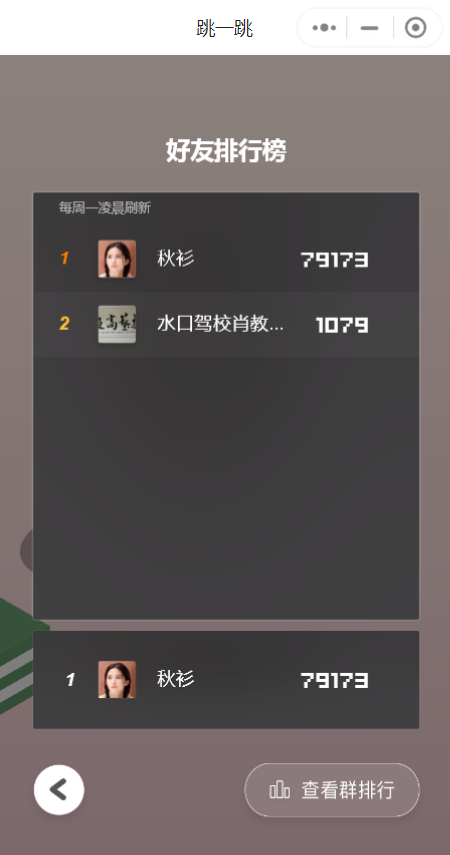 跳一跳
好友排行榜
每周一凌晨刷新
1 秋衫 79173
2 水口驾校肖教... 1079
1 秋衫 79173
查看群排行